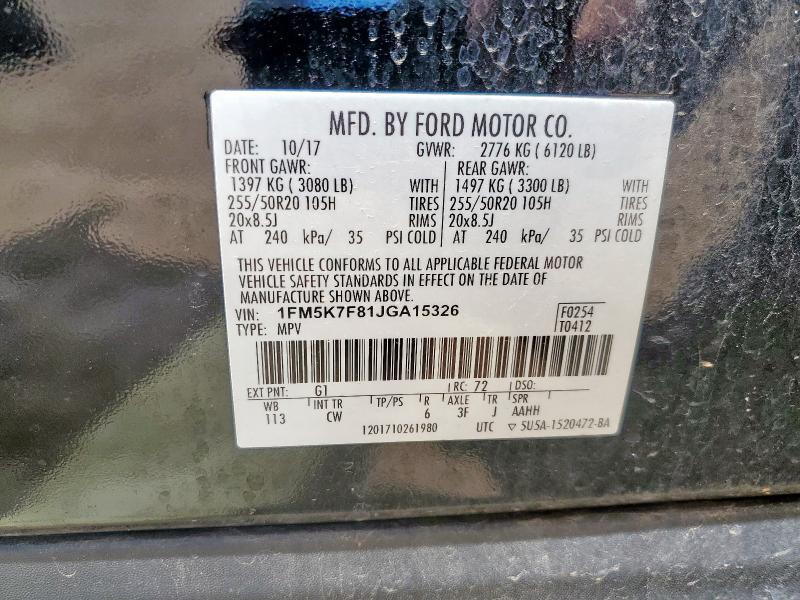 MFD. BY FORD MOTOR CO.
DATE: 10/17 GVWR: 2776 KG ( 6120 LB)
FRONT GAWR: REAR GAWR:
1397 KG ( 3080 LB) WITH 1497 KG ( 3300 LB) WITH
255/50R20 105H TIRES 255/50R20 105H TIRES
20x8.5J RIMS 20x8.5J RIMS
AT 240 kPa/ 35 PSI COLD AT 240 kPa/ 35 PSI COLD
THIS VEHICLE CONFORMS TO ALL APPLICABLE FEDERAL MOTOR
VEHICLE SAFETY STANDARDS IN EFFECT ON THE DATE OF
MANUFACTURE SHOWN ABOVE.
VIN: 1FM5K7F81JGA15326 F0254
TYPE: MPV T0412
EXT PNT: G1 RC: 72 DSO:
WB INT TR TP/PS R AXLE TR SPR
113 CW 6 3F J AAHH
1201710261980 UTC ▽ 5U5A-1520472-BA